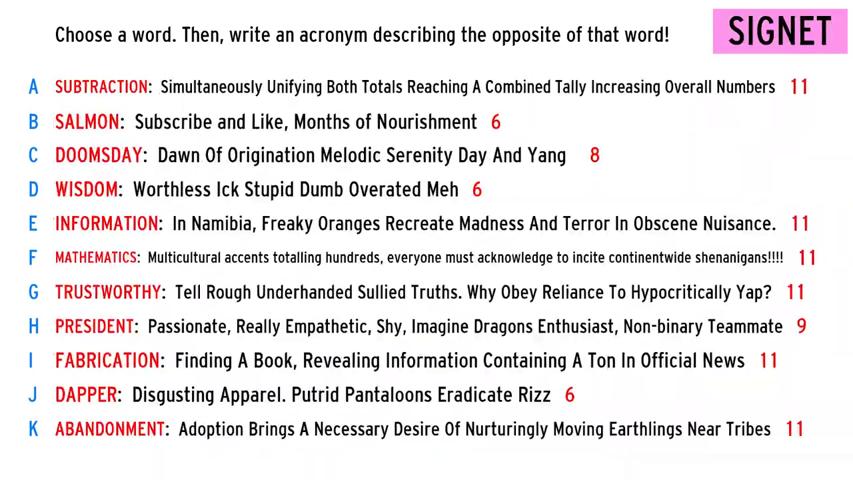 Choose a word. Then, write an acronym describing the opposite of that word!
SIGNET
A SUBTRACTION: Simultaneously Unifying Both Totals Reaching A Combined Tally Increasing Overall Numbers 11
B SALMON: Subscribe and Like, Months of Nourishment 6
C DOOMSDAY: Dawn Of Origination Melodic Serenity Day And Yang 8
D WISDOM: Worthless Ick Stupid Dumb Overated Meh 6
E INFORMATION: In Namibia, Freaky Oranges Recreate Madness And Terror In Obscene Nuisance. 11
F MATHEMATICS: Multicultural accents totalling hundreds, everyone must acknowledge to incite continentwide shenanigans!!!! 11
G TRUSTWORTHY: Tell Rough Underhanded Sullied Truths. Why Obey Reliance To Hypocritically Yap? 11
H PRESIDENT: Passionate, Really Empathetic, Shy, Imagine Dragons Enthusiast, Non-binary Teammate 9
I FABRICATION: Finding A Book, Revealing Information Containing A Ton In Official News 11
J DAPPER: Disgusting Apparel. Putrid Pantaloons Eradicate Rizz 6
K ABANDONMENT: Adoption Brings A Necessary Desire Of Nurturingly Moving Earthlings Near Tribes 11